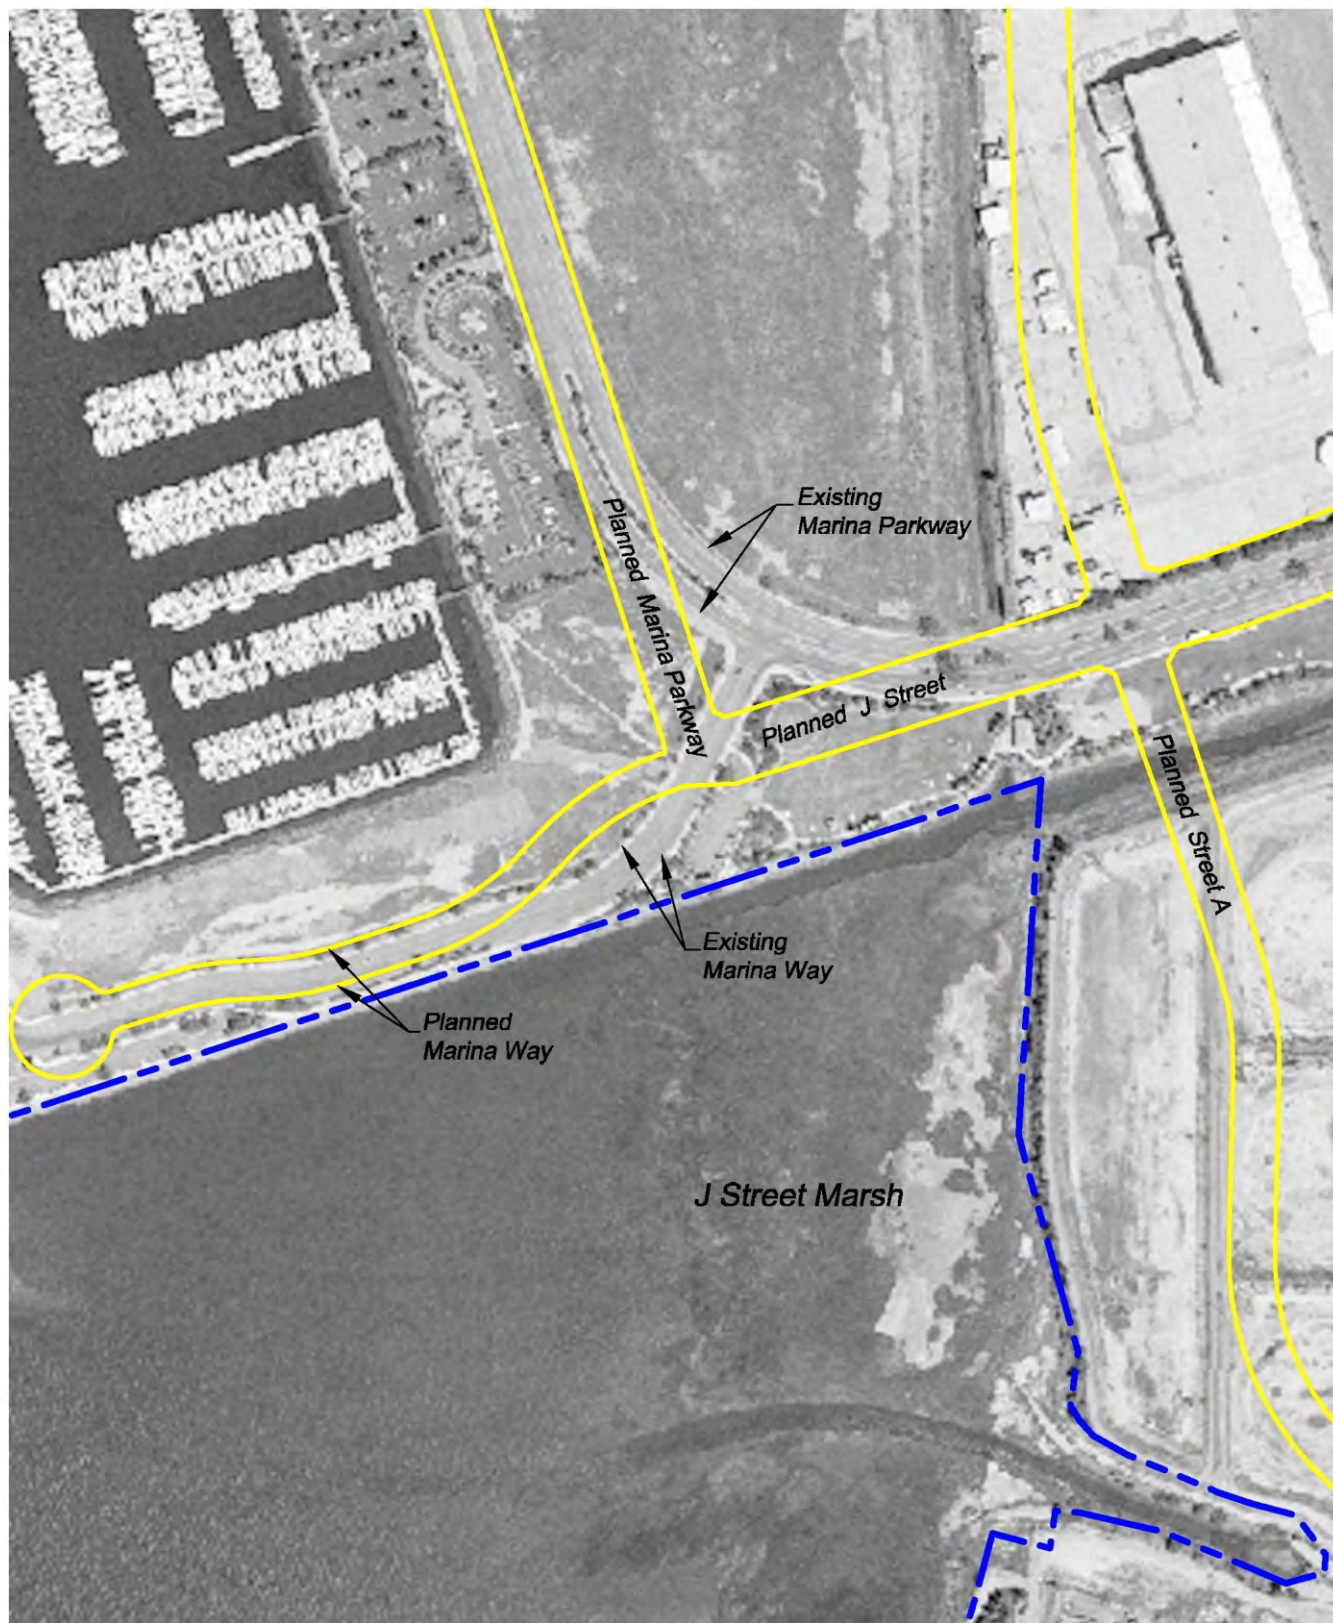 Existing
Marina Parkway
Planned Marina Parkway
Planned J Street
Planned Street A
Existing
Marina Way
Planned
Marina Way
J Street Marsh